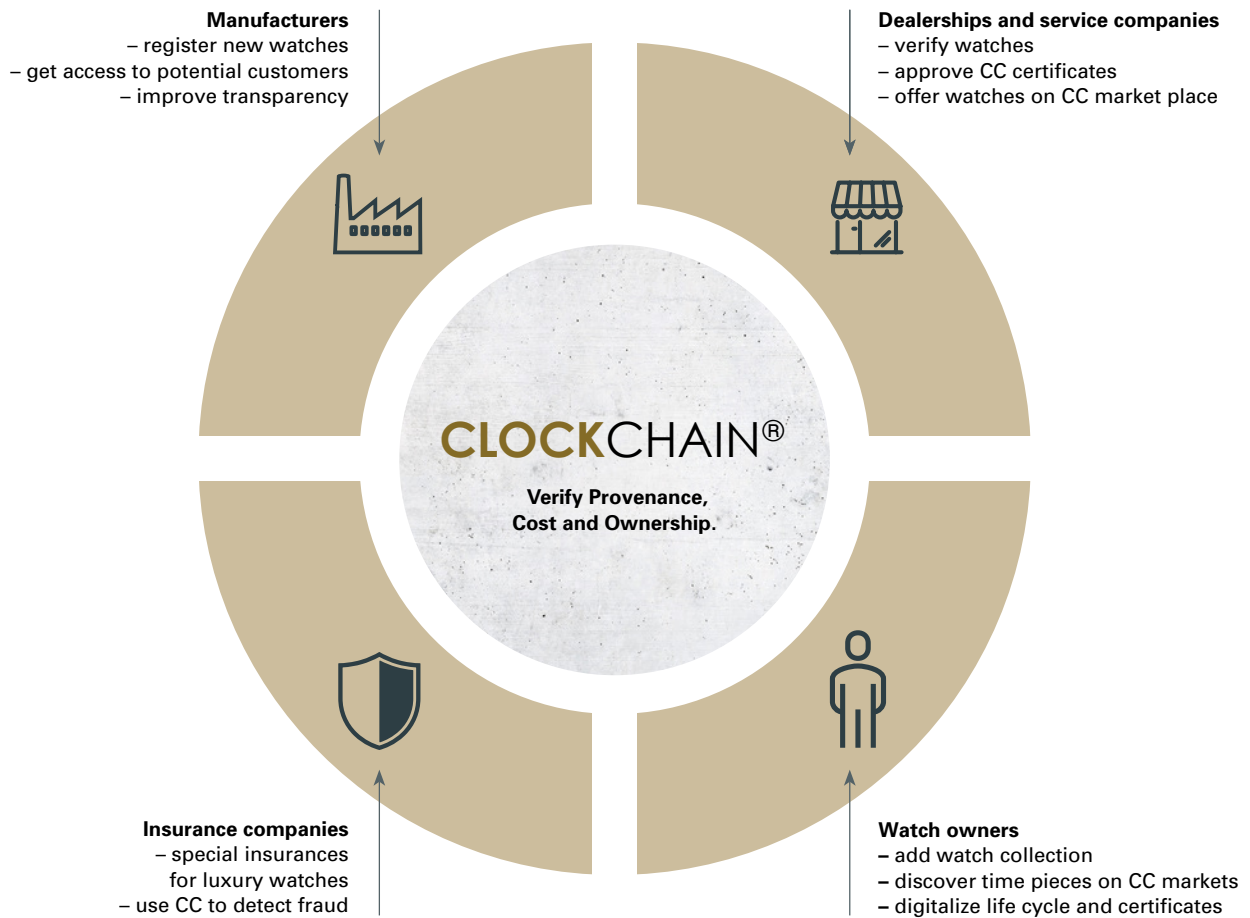 Manufacturers
– register new watches
– get access to potential customers
– improve transparency
Dealerships and service companies
– verify watches
– approve CC certificates
– offer watches on CC market place
CLOCKCHAIN®
Verify Provenance,
Cost and Ownership.
Insurance companies
– special insurances
for luxury watches
– use CC to detect fraud
Watch owners
– add watch collection
– discover time pieces on CC markets
– digitalize life cycle and certificates